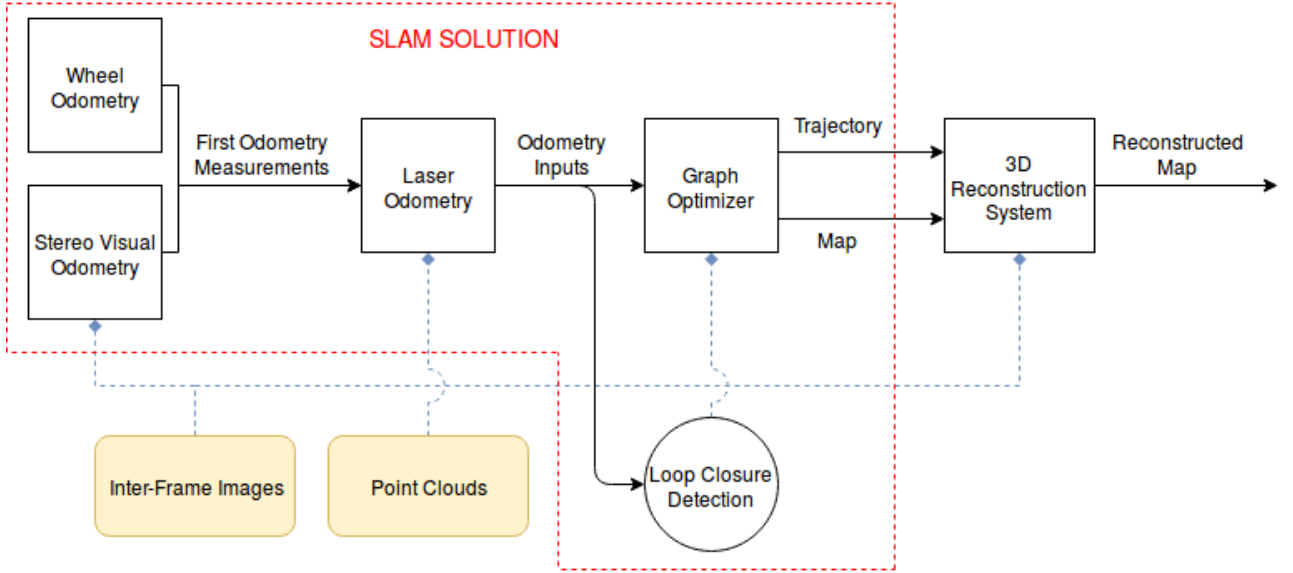 SLAM SOLUTION
Wheel
Odometry
Stereo Visual
Odometry
First Odometry
Measurements
Laser
Odometry
Odometry
Inputs
Graph
Optimizer
Trajectory
Map
3D
Reconstruction
System
Reconstructed
Map
Inter-Frame Images
Point Clouds
Loop Closure
Detection